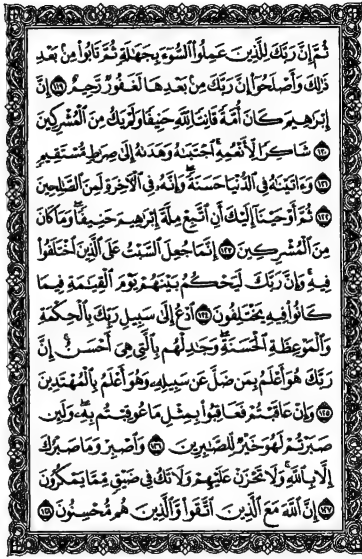 ثُمَّ إِنَّ رَبَّكَ لِلَّذِينَ عَمِلُوا۟ ٱلسُّوٓءَ بِجَهَـٰلَةٍ ثُمَّ تَابُوا۟ مِنۢ بَعْدِ
ذَٰلِكَ وَأَصْلَحُوٓا۟ إِنَّ رَبَّكَ مِنۢ بَعْدِهَا لَغَفُورٌ رَّحِيمٌ ۝١١٩ إِنَّ
إِبْرَٰهِيمَ كَانَ أُمَّةً قَانِتًا لِّلَّهِ حَنِيفًا وَلَمْ يَكُ مِنَ ٱلْمُشْرِكِينَ
۝١٢٠ شَاكِرًا لِّأَنْعُمِهِ ٱجْتَبَىٰهُ وَهَدَىٰهُ إِلَىٰ صِرَٰطٍ مُّسْتَقِيمٍ
۝١٢١ وَءَاتَيْنَـٰهُ فِى ٱلدُّنْيَا حَسَنَةً وَإِنَّهُۥ فِى ٱلْـَٔاخِرَةِ لَمِنَ ٱلصَّـٰلِحِينَ
۝١٢٢ ثُمَّ أَوْحَيْنَآ إِلَيْكَ أَنِ ٱتَّبِعْ مِلَّةَ إِبْرَٰهِيمَ حَنِيفًا وَمَا كَانَ
مِنَ ٱلْمُشْرِكِينَ ۝١٢٣ إِنَّمَا جُعِلَ ٱلسَّبْتُ عَلَى ٱلَّذِينَ ٱخْتَلَفُوا۟
فِيهِ وَإِنَّ رَبَّكَ لَيَحْكُمُ بَيْنَهُمْ يَوْمَ ٱلْقِيَـٰمَةِ فِيمَا
كَانُوا۟ فِيهِ يَخْتَلِفُونَ ۝١٢٤ ٱدْعُ إِلَىٰ سَبِيلِ رَبِّكَ بِٱلْحِكْمَةِ
وَٱلْمَوْعِظَةِ ٱلْحَسَنَةِ وَجَـٰدِلْهُم بِٱلَّتِى هِىَ أَحْسَنُ إِنَّ
رَبَّكَ هُوَ أَعْلَمُ بِمَن ضَلَّ عَن سَبِيلِهِۦ وَهُوَ أَعْلَمُ بِٱلْمُهْتَدِينَ
۝١٢٥ وَإِنْ عَاقَبْتُمْ فَعَاقِبُوا۟ بِمِثْلِ مَا عُوقِبْتُم بِهِۦ وَلَئِن
صَبَرْتُمْ لَهُوَ خَيْرٌ لِّلصَّـٰبِرِينَ ۝١٢٦ وَٱصْبِرْ وَمَا صَبْرُكَ
إِلَّا بِٱللَّهِ وَلَا تَحْزَنْ عَلَيْهِمْ وَلَا تَكُ فِى ضَيْقٍ مِّمَّا يَمْكُرُونَ
۝١٢٧ إِنَّ ٱللَّهَ مَعَ ٱلَّذِينَ ٱتَّقَوا۟ وَّٱلَّذِينَ هُم مُّحْسِنُونَ ۝١٢٨